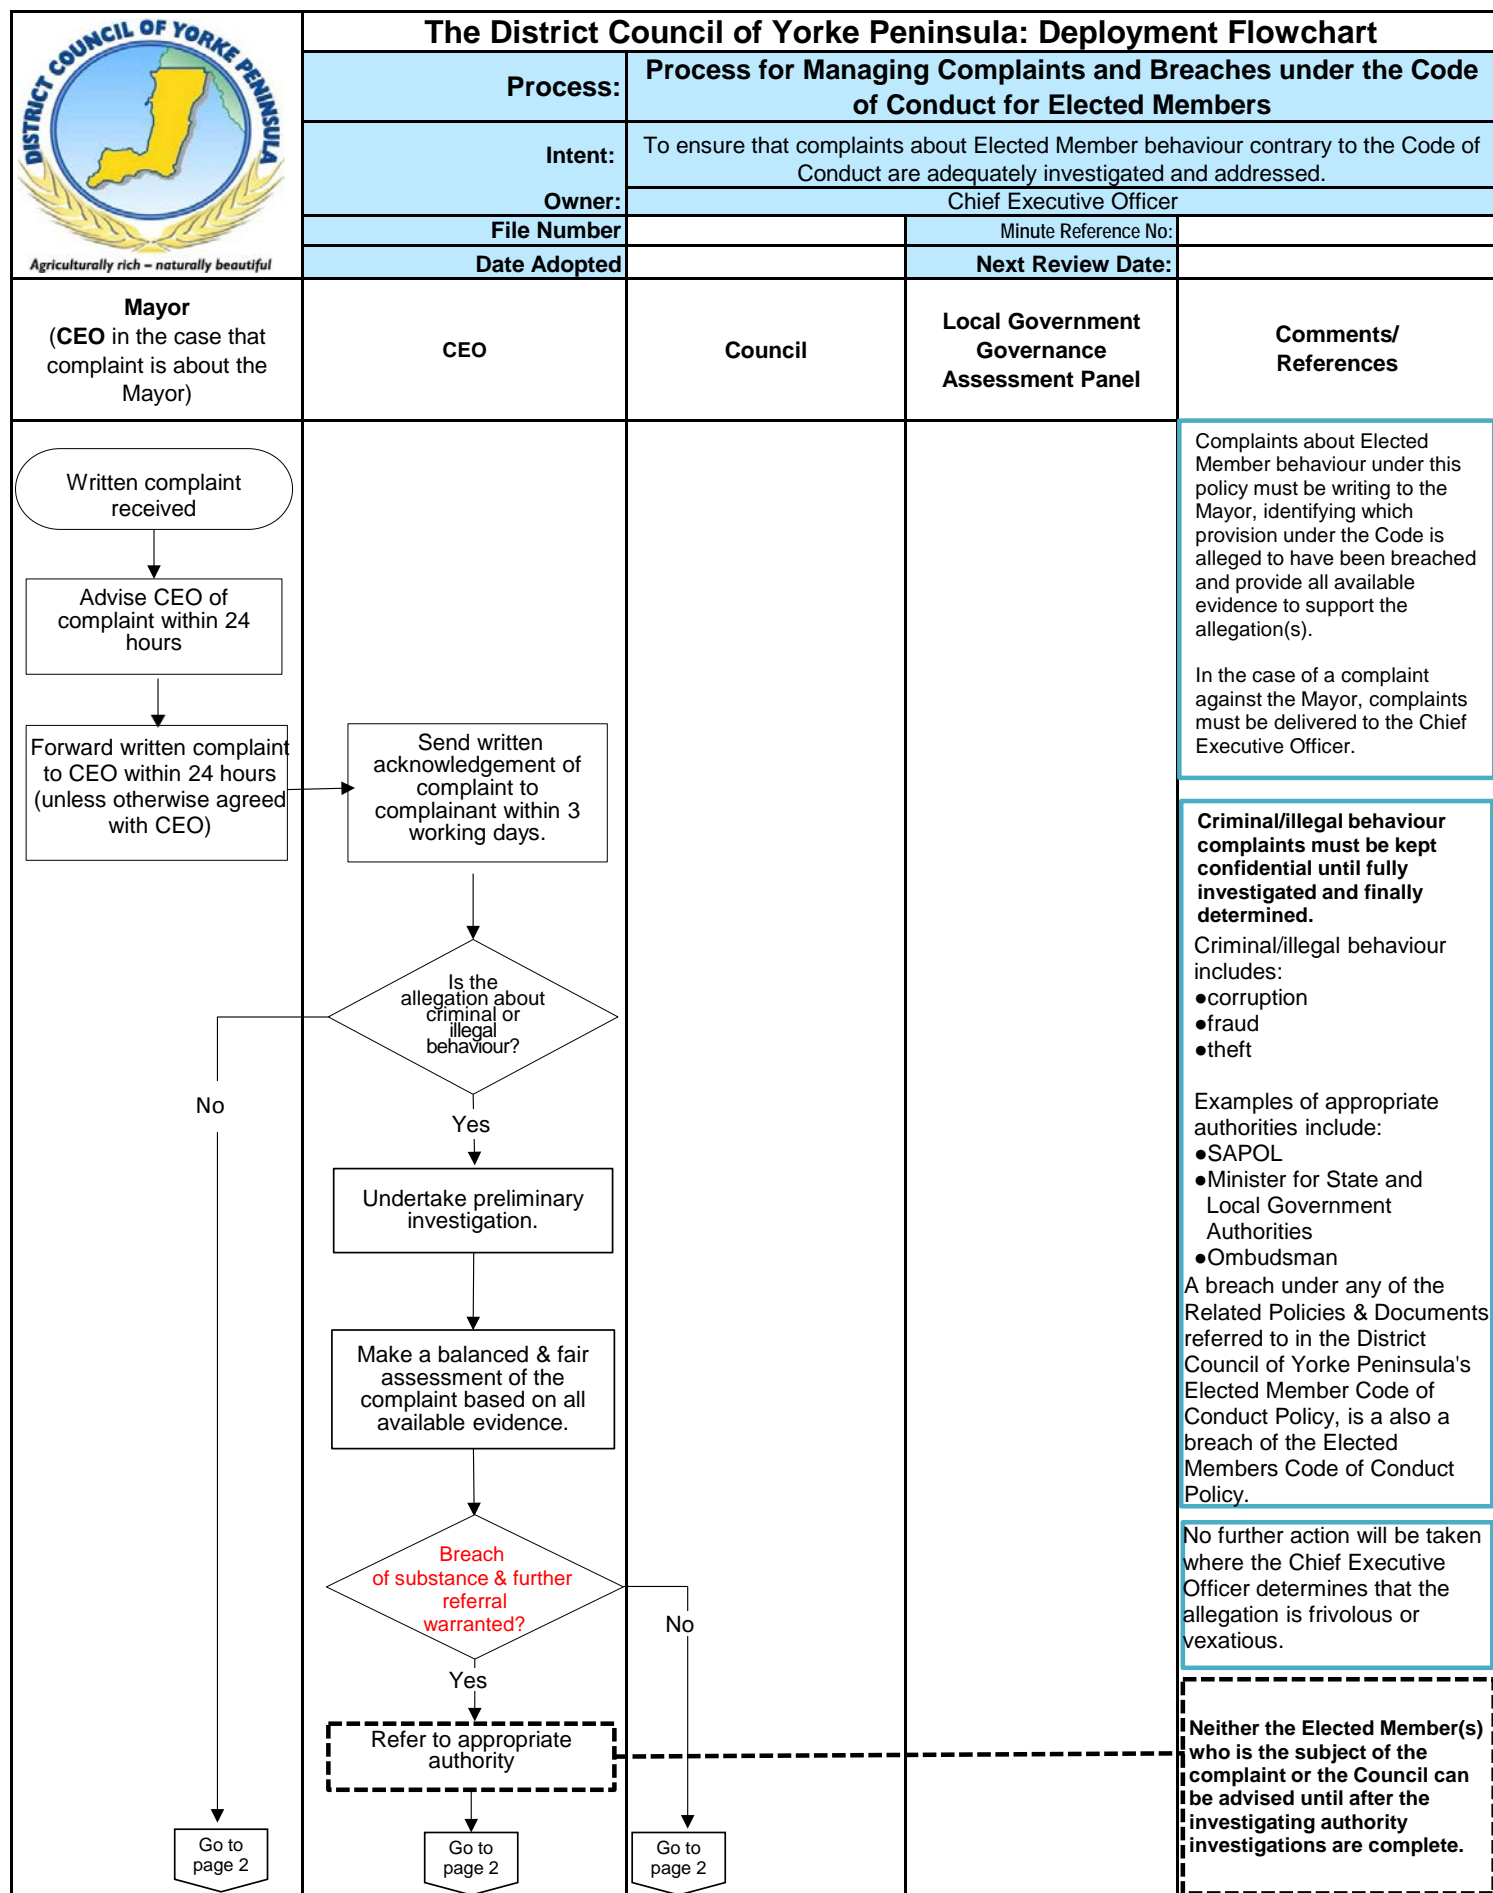 DISTRICT COUNCIL OF YORKE PENINSULA
Agriculturally rich – naturally beautiful
The District Council of Yorke Peninsula: Deployment Flowchart
Process:
Process for Managing Complaints and Breaches under the Code
of Conduct for Elected Members
Intent:
To ensure that complaints about Elected Member behaviour contrary to the Code of
Conduct are adequately investigated and addressed.
Owner:
Chief Executive Officer
File Number
Minute Reference No:
Date Adopted
Next Review Date:
Mayor
(CEO in the case that
complaint is about the
Mayor)
CEO
Council
Local Government
Governance
Assessment Panel
Comments/
References
Written complaint
received
Advise CEO of
complaint within 24
hours
Forward written complaint
to CEO within 24 hours
(unless otherwise agreed
with CEO)
Send written
acknowledgement of
complaint to
complainant within 3
working days.
Is the
allegation about
criminal or
illegal
behaviour?
No
Yes
Undertake preliminary
investigation.
Make a balanced & fair
assessment of the
complaint based on all
available evidence.
Breach
of substance & further
referral
warranted?
No
Yes
Refer to appropriate
authority
Go to
page 2
Go to
page 2
Go to
page 2
Complaints about Elected
Member behaviour under this
policy must be writing to the
Mayor, identifying which
provision under the Code is
alleged to have been breached
and provide all available
evidence to support the
allegation(s).
In the case of a complaint
against the Mayor, complaints
must be delivered to the Chief
Executive Officer.
Criminal/illegal behaviour
complaints must be kept
confidential until fully
investigated and finally
determined.
Criminal/illegal behaviour
includes:
●corruption
●fraud
●theft
Examples of appropriate
authorities include:
●SAPOL
●Minister for State and
Local Government
Authorities
●Ombudsman
A breach under any of the
Related Policies & Documents
referred to in the District
Council of Yorke Peninsula's
Elected Member Code of
Conduct Policy, is a also a
breach of the Elected
Members Code of Conduct
Policy.
No further action will be taken
where the Chief Executive
Officer determines that the
allegation is frivolous or
vexatious.
Neither the Elected Member(s)
who is the subject of the
complaint or the Council can
be advised until after the
investigating authority
investigations are complete.